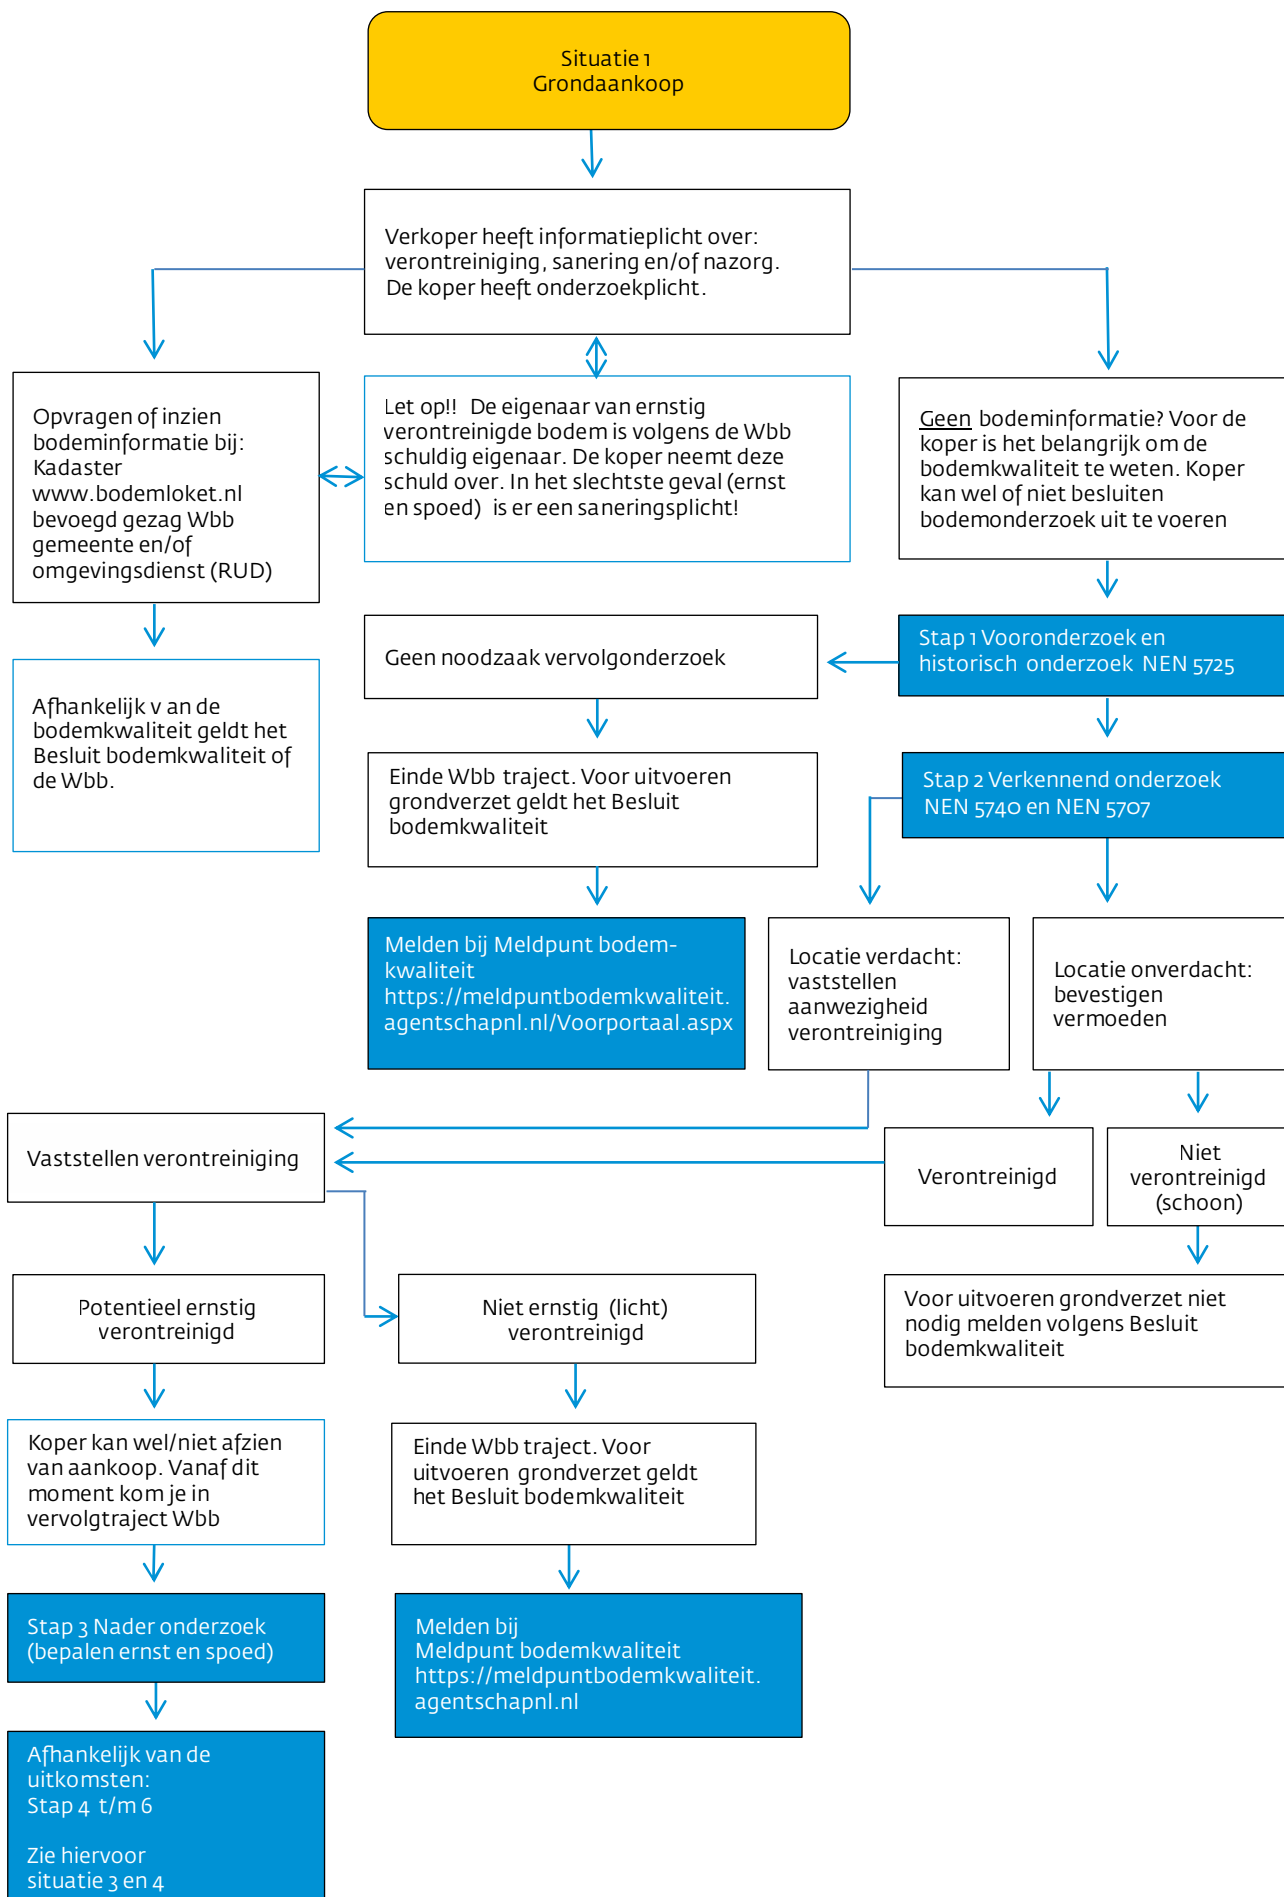 Situatie 1
Grondaankoop
Verkoper heeft informatieplicht over:
verontreiniging, sanering en/of nazorg.
De koper heeft onderzoekplicht.
Opvragen of inzien
bodeminformatie bij:
Kadaster
www.bodemloket.nl
bevoegd gezag Wbb
gemeente en/of
omgevingsdienst (RUD)
Let op!! De eigenaar van ernstig
verontreinigde bodem is volgens de Wbb
schuldig eigenaar. De koper neemt deze
schuld over. In het slechtste geval (ernst
en spoed) is er een saneringsplicht!
Geen bodeminformatie? Voor de
koper is het belangrijk om de
bodemkwaliteit te weten. Koper
kan wel of niet besluiten
bodemonderzoek uit te voeren
Afhankelijk v an de
bodemkwaliteit geldt het
Besluit bodemkwaliteit of
de Wbb.
Geen noodzaak vervolgonderzoek
Stap 1 Vooronderzoek en
historisch onderzoek NEN 5725
Einde Wbb traject. Voor uitvoeren
grondverzet geldt het Besluit
bodemkwaliteit
Stap 2 Verkennend onderzoek
NEN 5740 en NEN 5707
Melden bij Meldpunt bodem-
kwaliteit
https://meldpuntbodemkwaliteit.
agentschapnl.nl/Voorportaal.aspx
Locatie verdacht:
vaststellen
aanwezigheid
verontreiniging
Locatie onverdacht:
bevestigen
vermoeden
Vaststellen verontreiniging
Verontreinigd
Niet
verontreinigd
(schoon)
Potentieel ernstig
verontreinigd
Niet ernstig (licht)
verontreinigd
Voor uitvoeren grondverzet niet
nodig melden volgens Besluit
bodemkwaliteit
Koper kan wel/niet afzien
van aankoop. Vanaf dit
moment kom je in
vervolgtraject Wbb
Einde Wbb traject. Voor
uitvoeren grondverzet geldt
het Besluit bodemkwaliteit
Stap 3 Nader onderzoek
(bepalen ernst en spoed)
Melden bij
Meldpunt bodemkwaliteit
https://meldpuntbodemkwaliteit.
agentschapnl.nl
Afhankelijk van de
uitkomsten:
Stap 4 t/m 6
Zie hiervoor
situatie 3 en 4